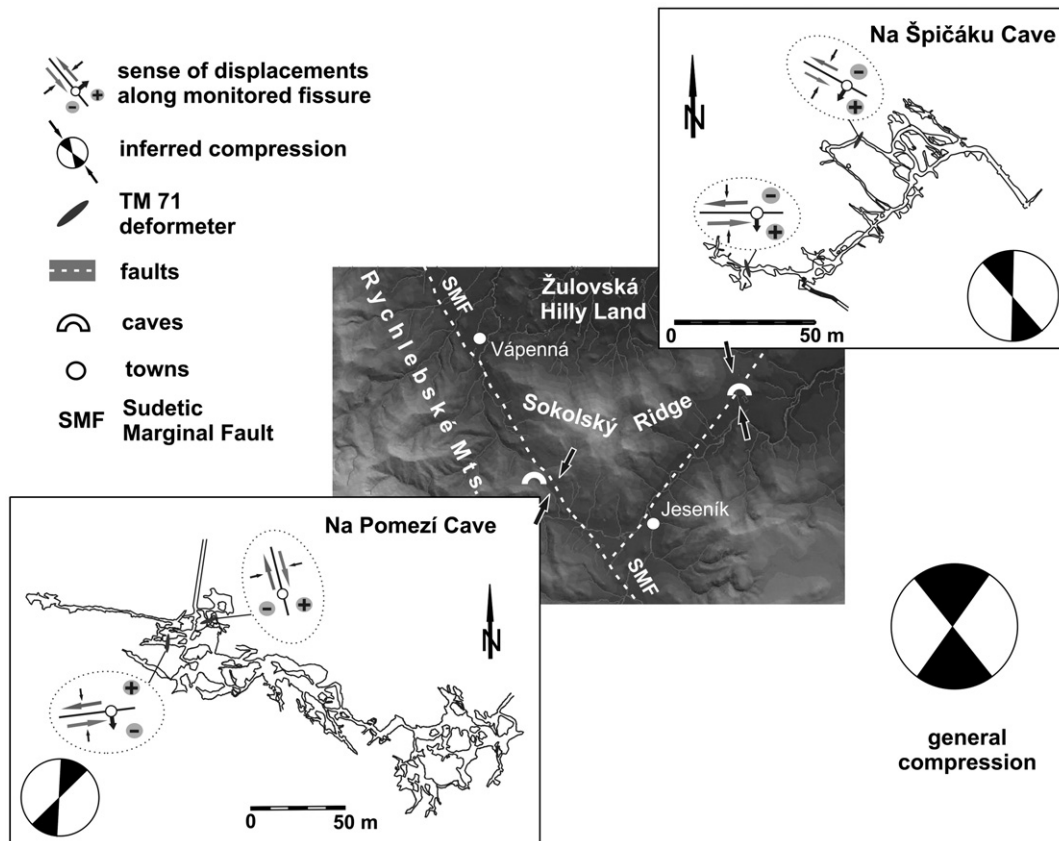 sense of displacements
along monitored fissure
inferred compression
TM 71
deformeter
faults
caves
towns
SMF
Sudetic
Marginal Fault
Na Špičáku Cave
N
-
+
-
+
0
50 m
Žulovská
Hilly Land
SMF
Vápenná
Rychlebské Mts.
Sokolský Ridge
Jeseník
SMF
Na Pomezí Cave
N
-
+
+
-
0
50 m
general
compression